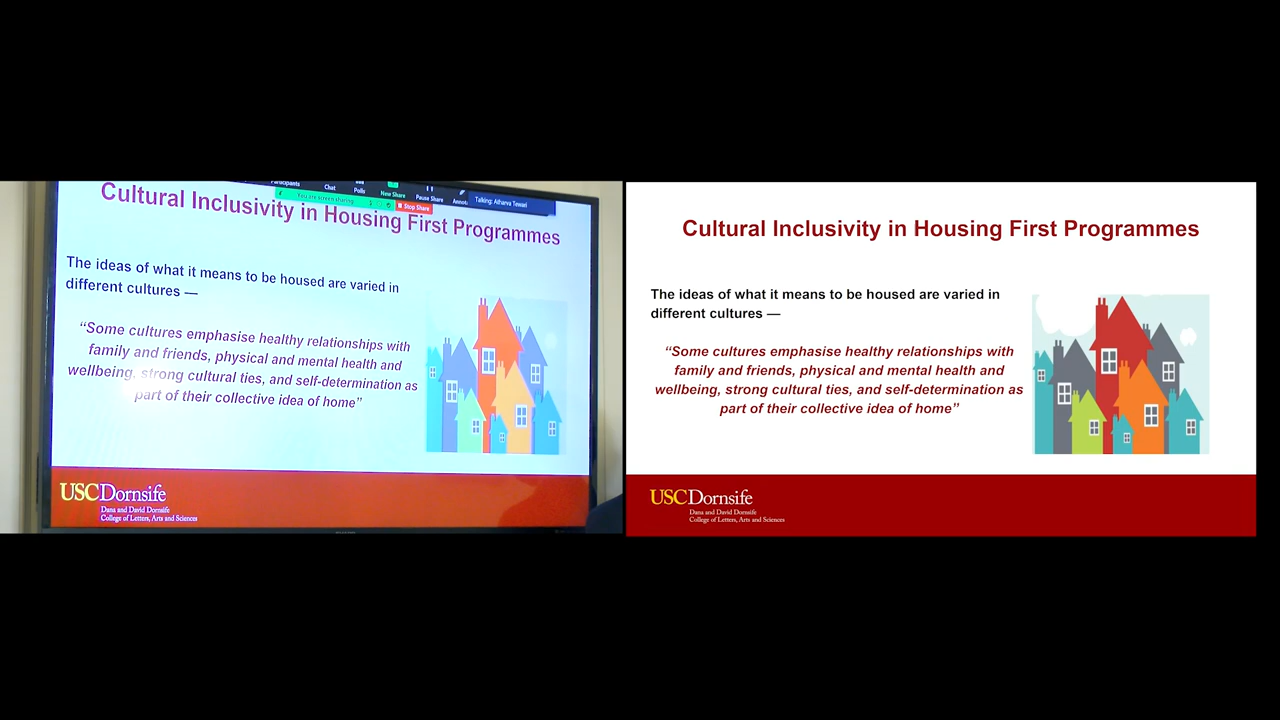 Participants
Chat
Polls
New Share
Pause Share
You are screen sharing
Stop Share
Talking: Atharva Tewari
Cultural Inclusivity in Housing First Programmes
The ideas of what it means to be housed are varied in
different cultures —
“Some cultures emphasise healthy relationships with
family and friends, physical and mental health and
wellbeing, strong cultural ties, and self-determination as
part of their collective idea of home”
USCDornsife
Dana and David Dornsife
College of Letters, Arts and Sciences
Cultural Inclusivity in Housing First Programmes
The ideas of what it means to be housed are varied in
different cultures —
“Some cultures emphasise healthy relationships with
family and friends, physical and mental health and
wellbeing, strong cultural ties, and self-determination as
part of their collective idea of home”
USCDornsife
Dana and David Dornsife
College of Letters, Arts and Sciences